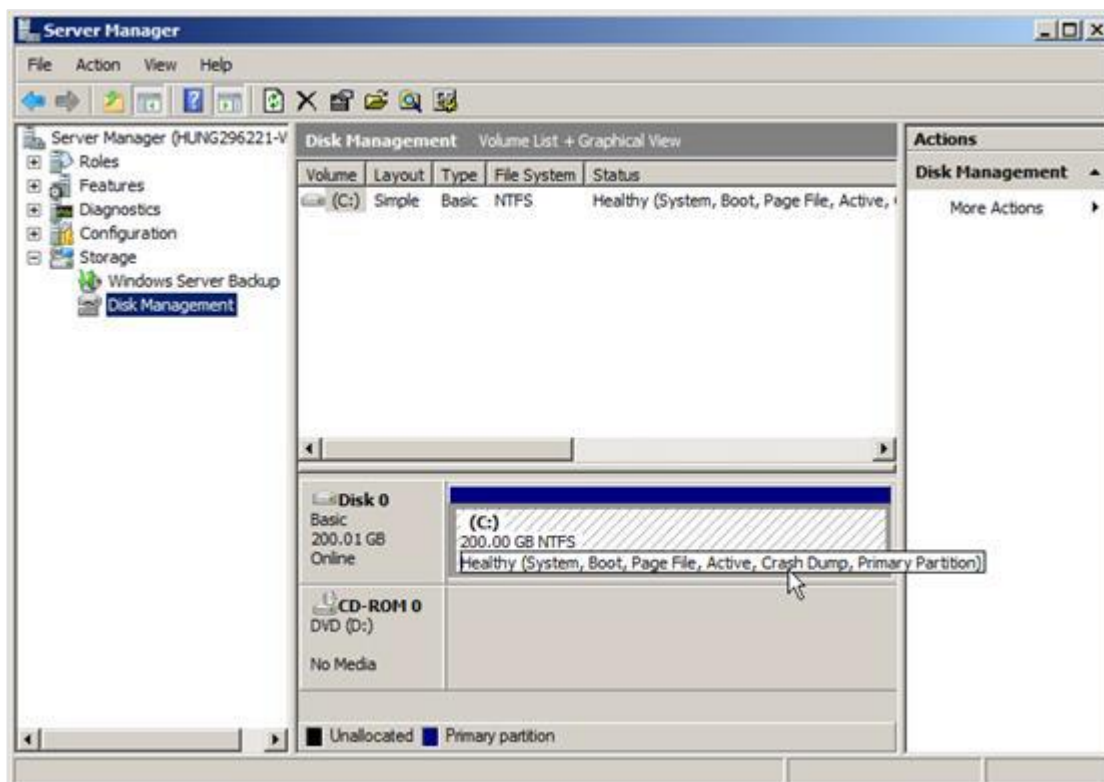 Server Manager
File Action View Help
Server Manager (HUNG296221-V
Roles
Features
Diagnostics
Configuration
Storage
Windows Server Backup
Disk Management
Disk Management Volume List + Graphical View
Volume Layout Type File System Status
(C:) Simple Basic NTFS Healthy (System, Boot, Page File, Active,
Disk 0
Basic
200.01 GB
Online
(C:)
200.00 GB NTFS
Healthy (System, Boot, Page File, Active, Crash Dump, Primary Partition)
CD-ROM 0
DVD (D:)
No Media
Unallocated Primary partition
Actions
Disk Management
More Actions